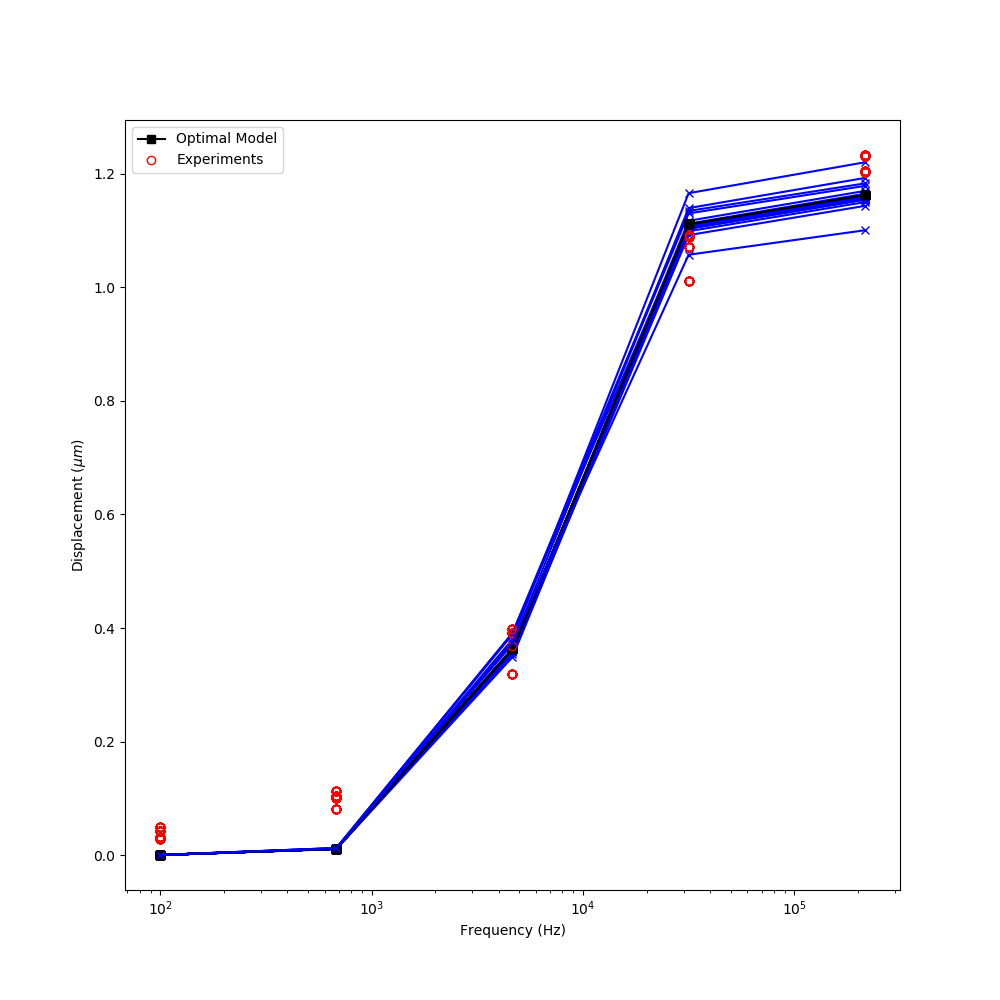 Optimal Model
Experiments
1.2
1.0
0.8
0.6
0.4
0.2
0.0
Displacement (μm)
10² 10³ 10⁴ 10⁵
Frequency (Hz)